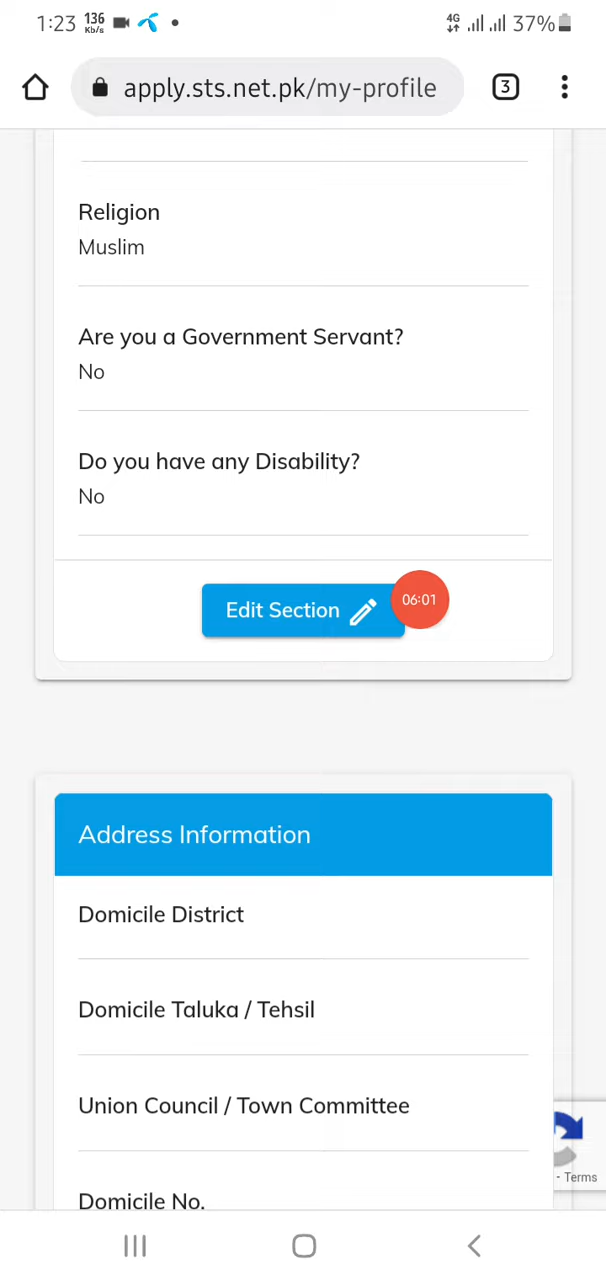 1:23 136 Kb/s 4G 37%
apply.sts.net.pk/my-profile 3
Religion
Muslim
Are you a Government Servant?
No
Do you have any Disability?
No
Edit Section 06:01
Address Information
Domicile District
Domicile Taluka / Tehsil
Union Council / Town Committee
- Terms
Domicile No.